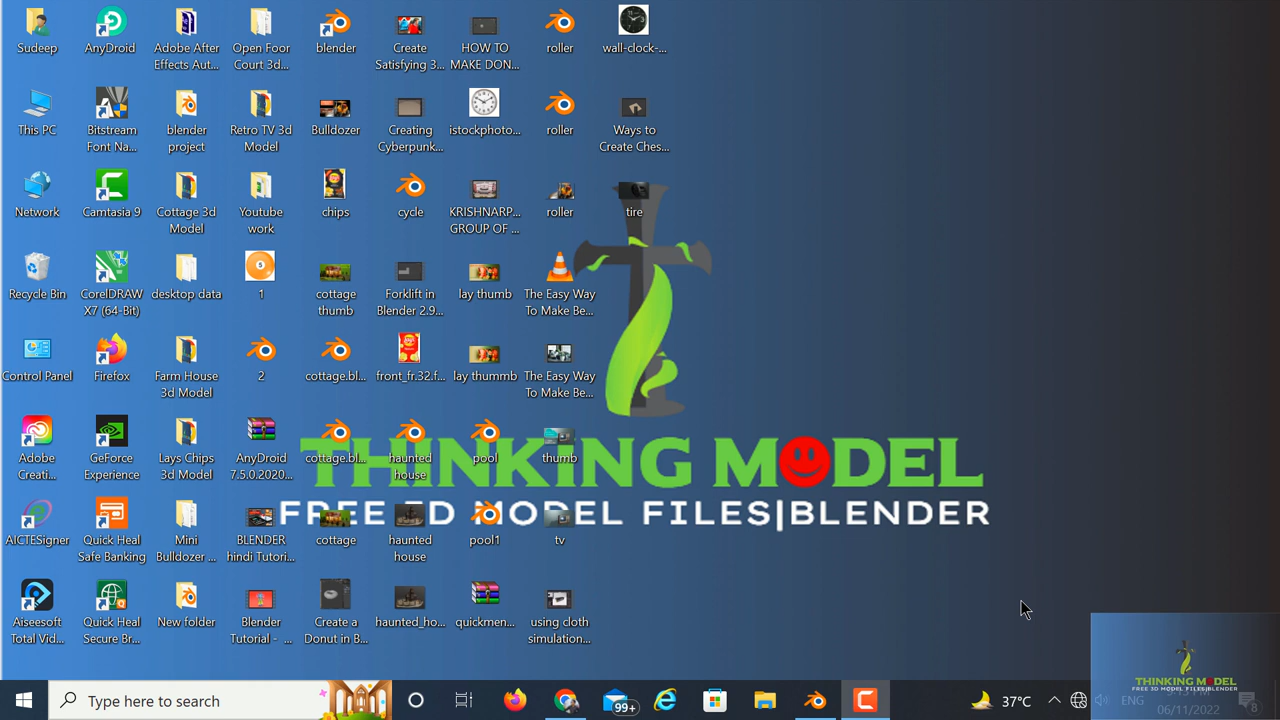 Sudeep
AnyDroid
Adobe After
Effects Aut...
Open Foor
Court 3d...
blender
Create
Satisfying 3...
HOW TO
MAKE DON...
roller
wall-clock-...
This PC
Bitstream
Font Na...
blender
project
Retro TV 3d
Model
Bulldozer
Creating
Cyberpunk...
istockphoto...
roller
Ways to
Create Ches...
Network
Camtasia 9
Cottage 3d
Model
Youtube
work
chips
cycle
KRISHNARP...
GROUP OF ...
roller
tire
Recycle Bin
CorelDRAW
X7 (64-Bit)
desktop data
1
cottage
thumb
Forklift in
Blender 2.9...
lay thumb
The Easy Way
To Make Be...
Control Panel
Firefox
Farm House
3d Model
2
cottage.bl...
front_fr.32.f...
lay thummb
The Easy Way
To Make Be...
Adobe
Creati...
GeForce
Experience
Lays Chips
3d Model
AnyDroid
7.5.0.2020...
cottage.bl...
haunted
house
pool
thumb
THINKING MODEL
FREE 3D MODEL FILES|BLENDER
AICTESigner
Quick Heal
Safe Banking
Mini
Bulldozer ...
BLENDER
hindi Tutori...
cottage
haunted
house
pool1
tv
Aiseesoft
Total Vid...
Quick Heal
Secure Br...
New folder
Blender
Tutorial - ...
Create a
Donut in B...
haunted_ho...
quickmen...
using cloth
simulation...
THINKING MODEL
FREE 3D MODEL FILES|BLENDER
Type here to search
99+
37°C
ENG
06/11/2022
8